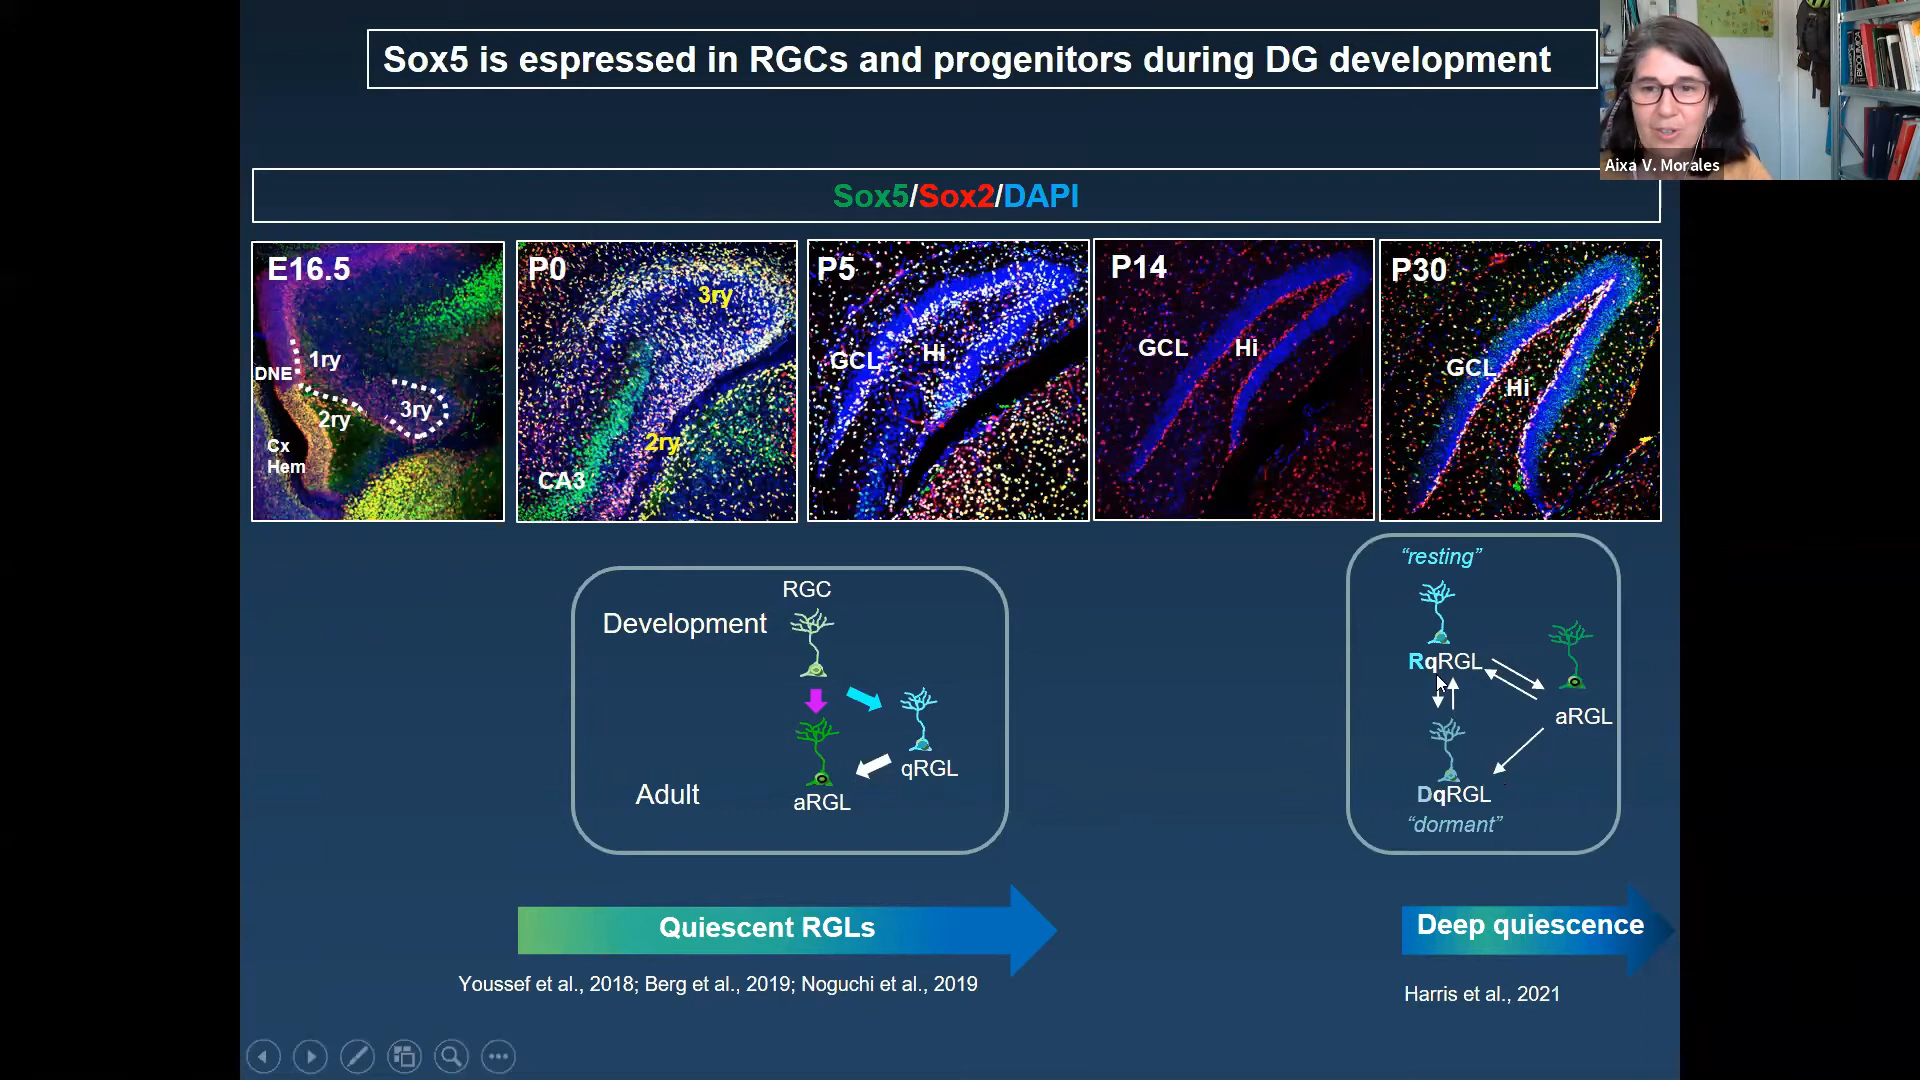 Sox5 is espressed in RGCs and progenitors during DG development
Aixa V. Morales
BIOQUIMICA
Sox5/Sox2/DAPI
E16.5
1ry
DNE
2ry
3ry
Cx
Hem
P0
3ry
2ry
CA3
P5
GCL
Hi
P14
GCL
Hi
P30
GCL
Hi
RGC
Development
qRGL
Adult
aRGL
"resting"
RqRGL
aRGL
DqRGL
"dormant"
Quiescent RGLs
Deep quiescence
Youssef et al., 2018; Berg et al., 2019; Noguchi et al., 2019
Harris et al., 2021